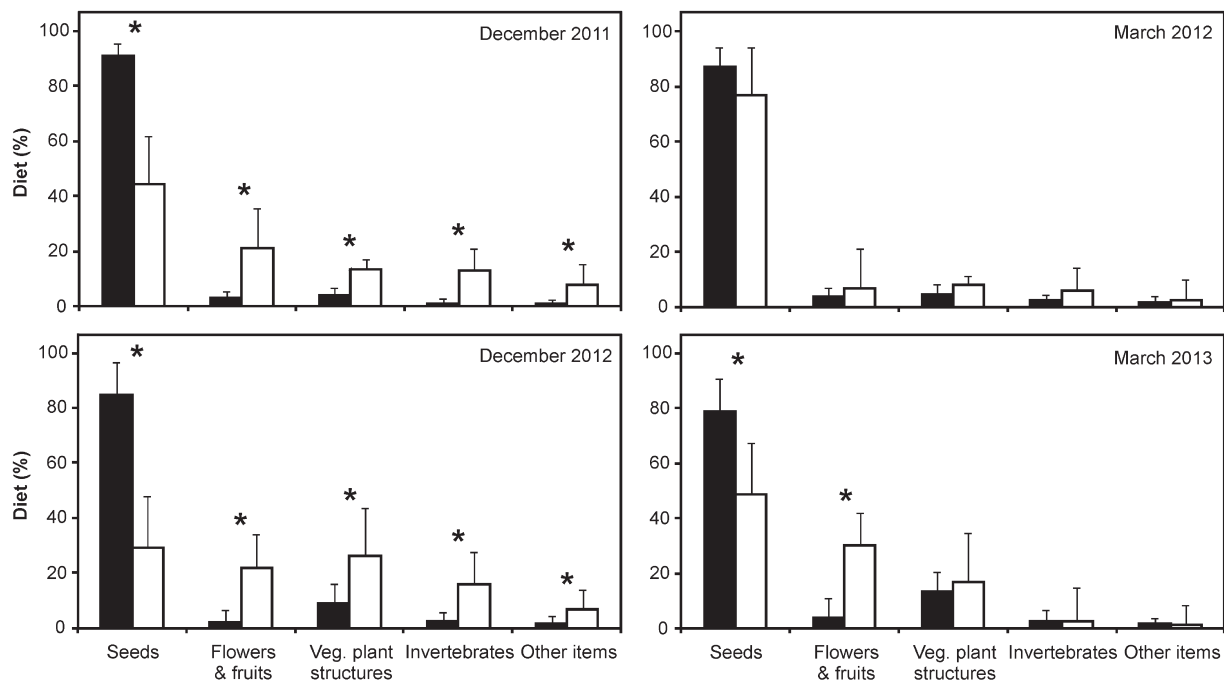 December 2011
Diet (%)
100
80
60
40
20
0
*
*
*
*
*
March 2012
100
80
60
40
20
0
December 2012
Diet (%)
100
80
60
40
20
0
*
*
*
*
*
Seeds
Flowers
& fruits
Veg. plant
structures
Invertebrates
Other items
March 2013
100
80
60
40
20
0
*
*
Seeds
Flowers
& fruits
Veg. plant
structures
Invertebrates
Other items